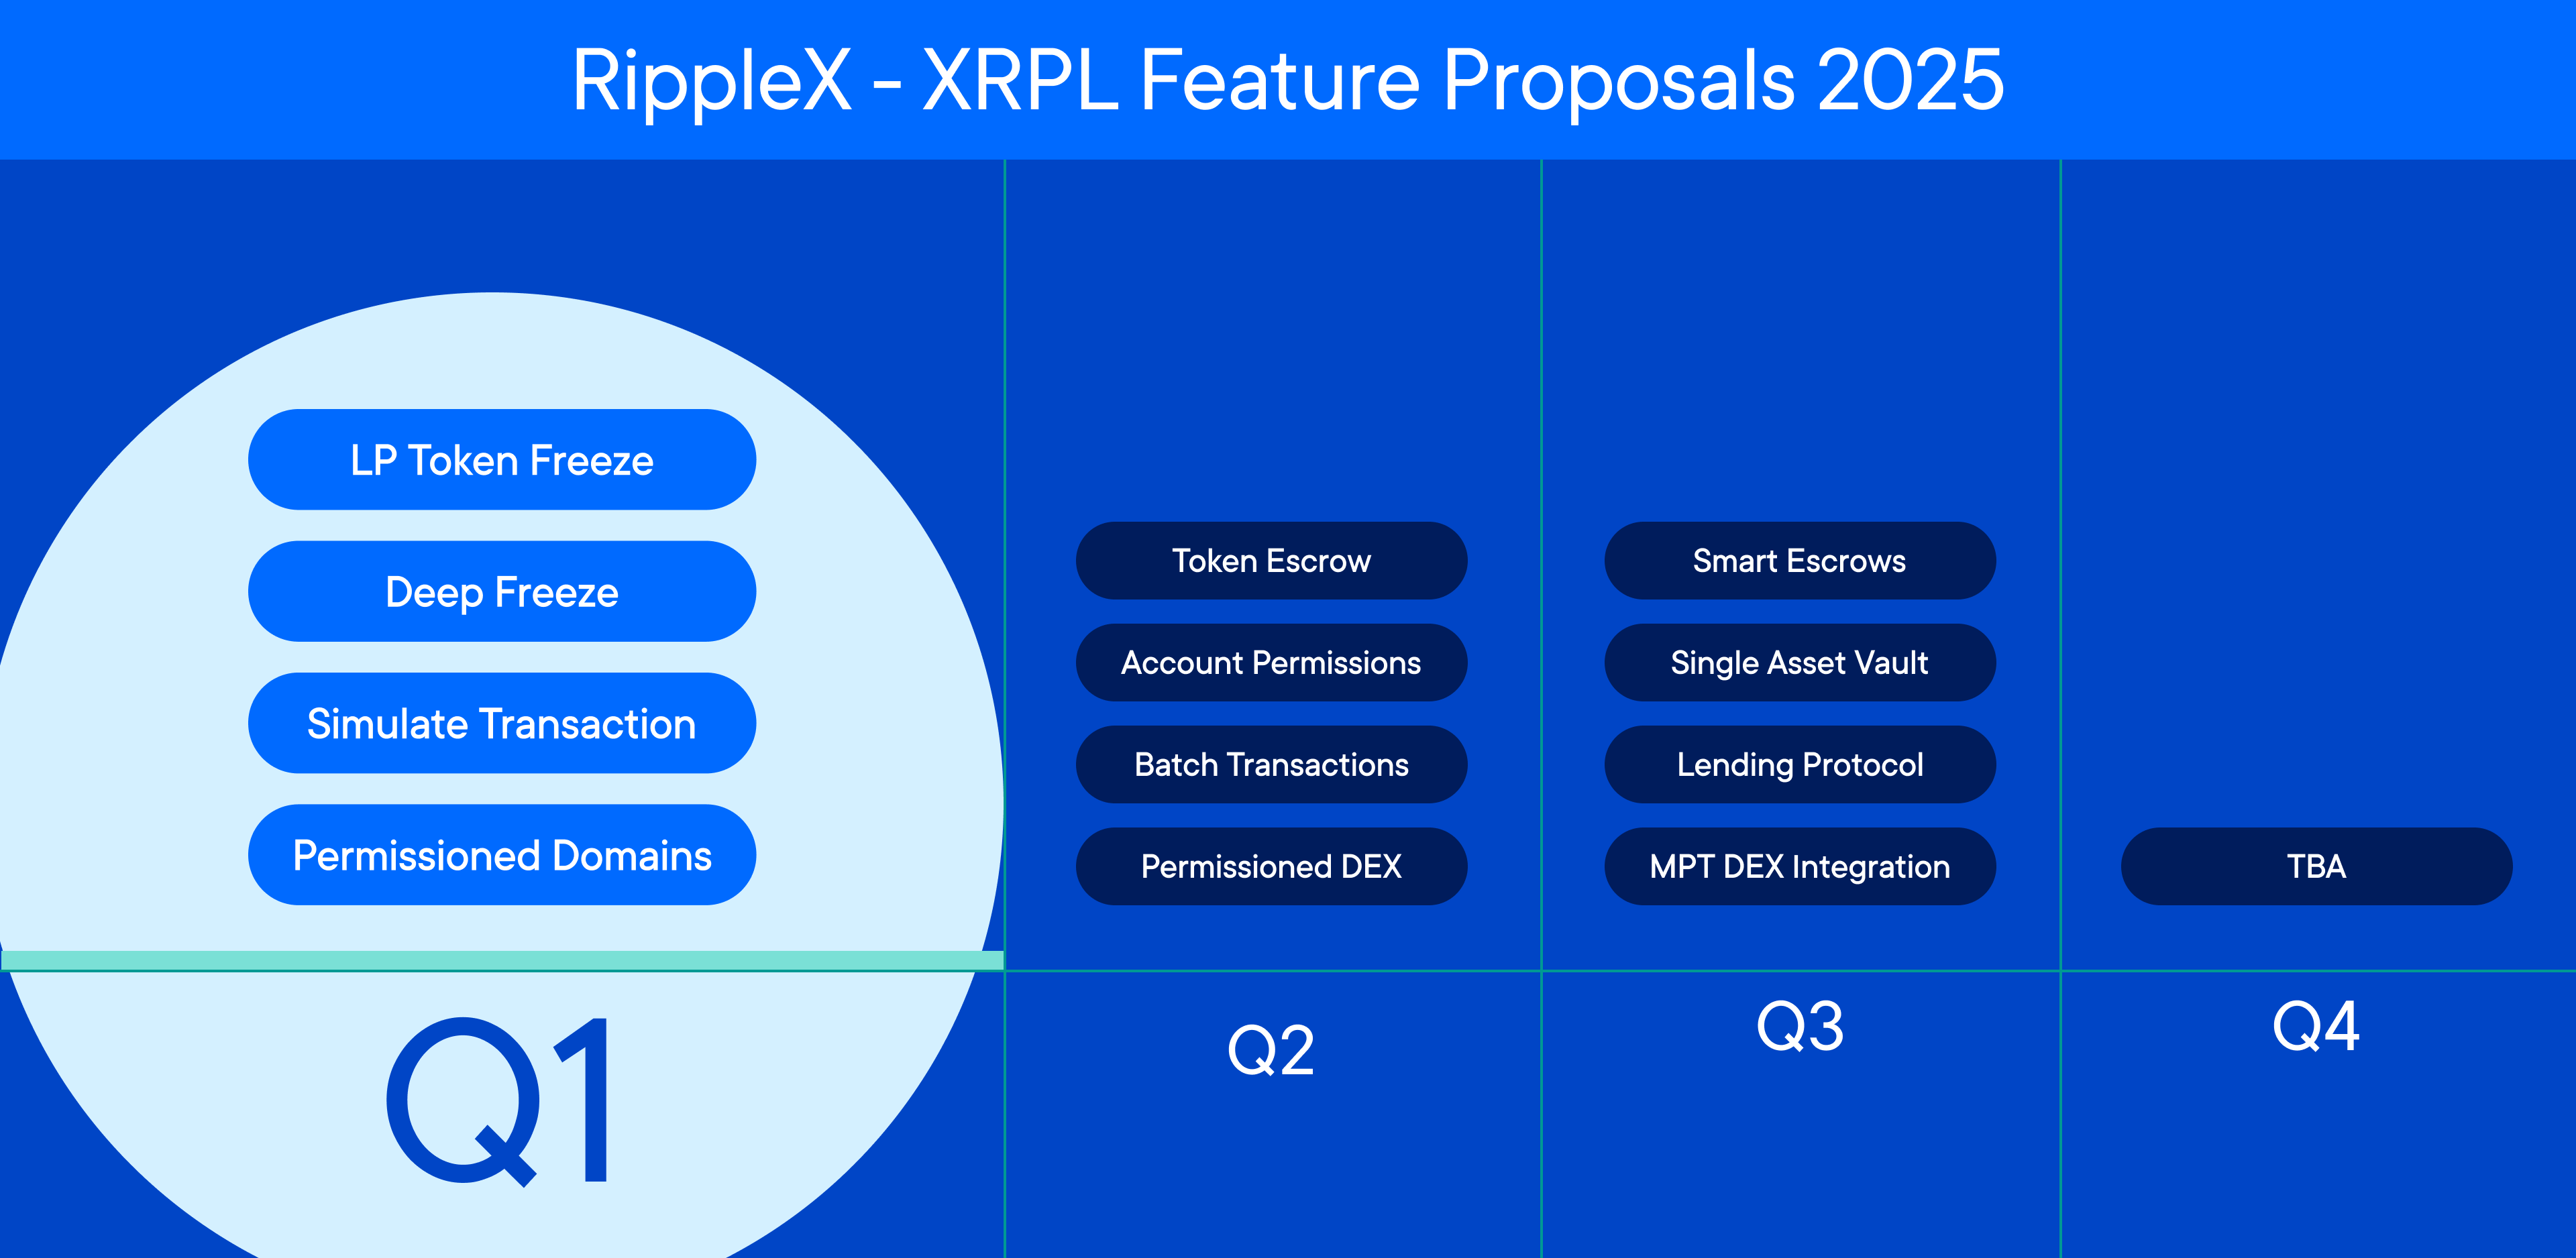 RippleX - XRPL Feature Proposals 2025
LP Token Freeze
Deep Freeze
Simulate Transaction
Permissioned Domains
Q1
Token Escrow
Account Permissions
Batch Transactions
Permissioned DEX
Q2
Smart Escrows
Single Asset Vault
Lending Protocol
MPT DEX Integration
Q3
TBA
Q4